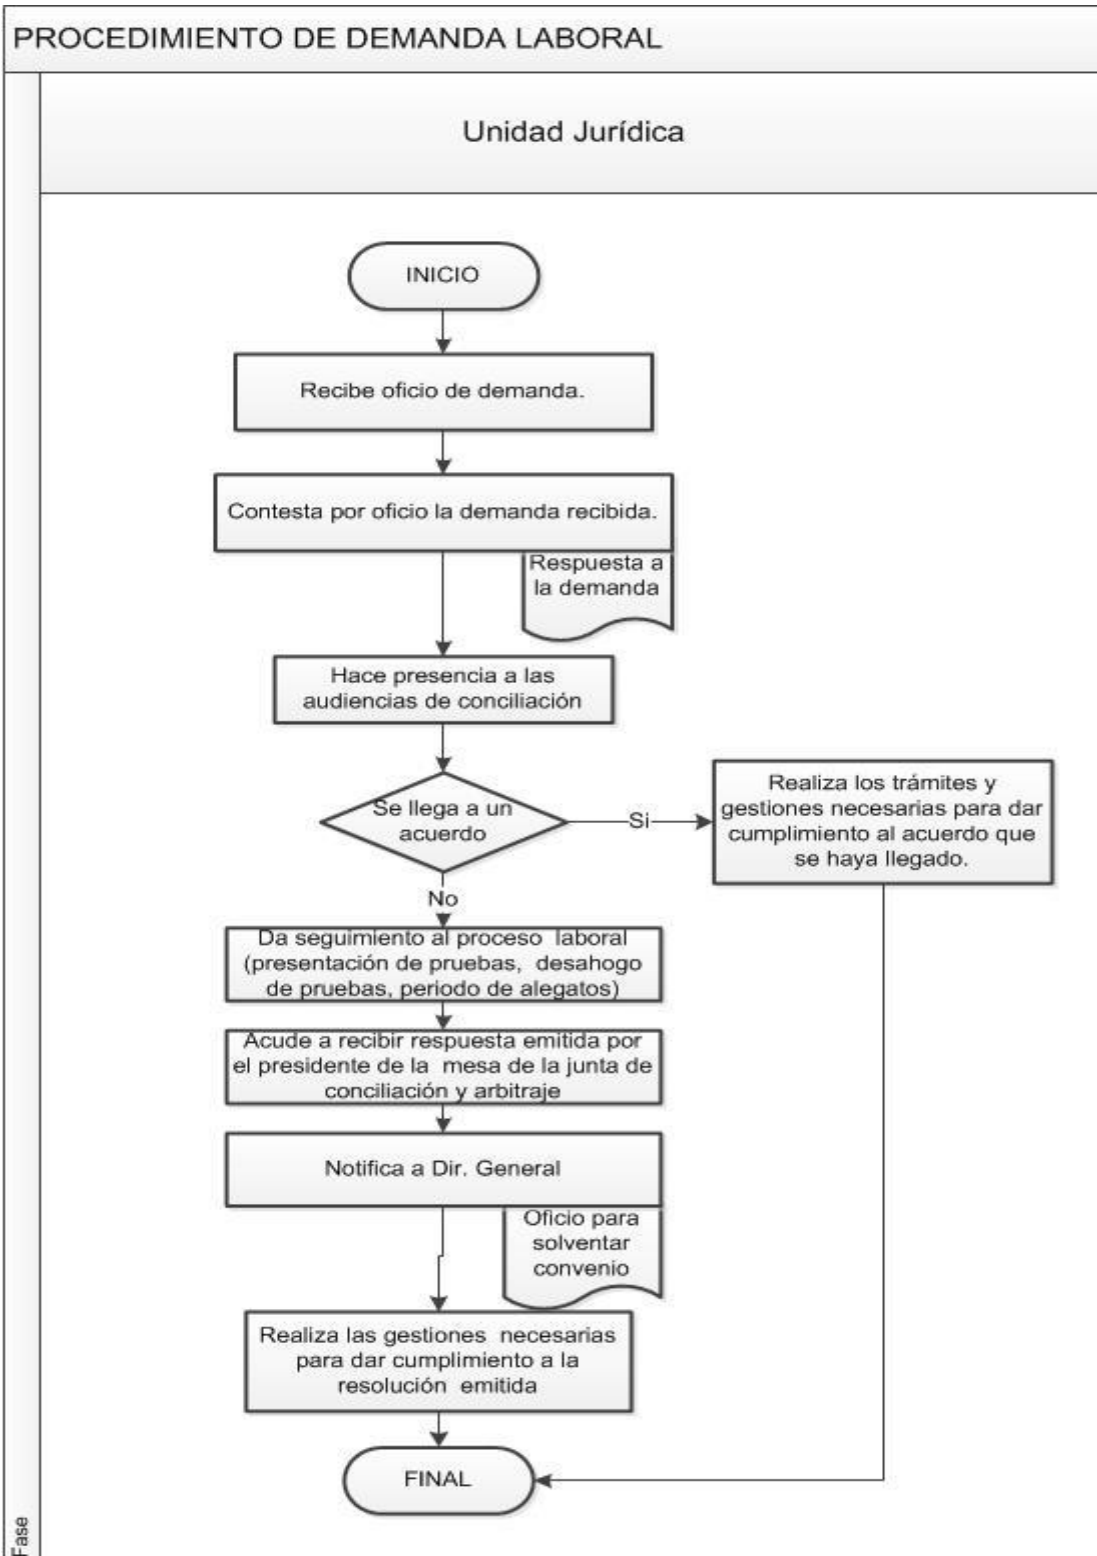 PROCEDIMIENTO DE DEMANDA LABORAL
Unidad Jurídica
INICIO
Recibe oficio de demanda.
Contesta por oficio la demanda recibida.
Respuesta a
la demanda
Hace presencia a las
audiencias de conciliación
Se llega a un
acuerdo
Si
Realiza los trámites y
gestiones necesarias para dar
cumplimiento al acuerdo que
se haya llegado.
No
Da seguimiento al proceso laboral
(presentación de pruebas, desahogo
de pruebas, periodo de alegatos)
Acude a recibir respuesta emitida por
el presidente de la mesa de la junta de
conciliación y arbitraje
Notifica a Dir. General
Oficio para
solventar
convenio
Realiza las gestiones necesarias
para dar cumplimiento a la
resolución emitida
FINAL
Fase